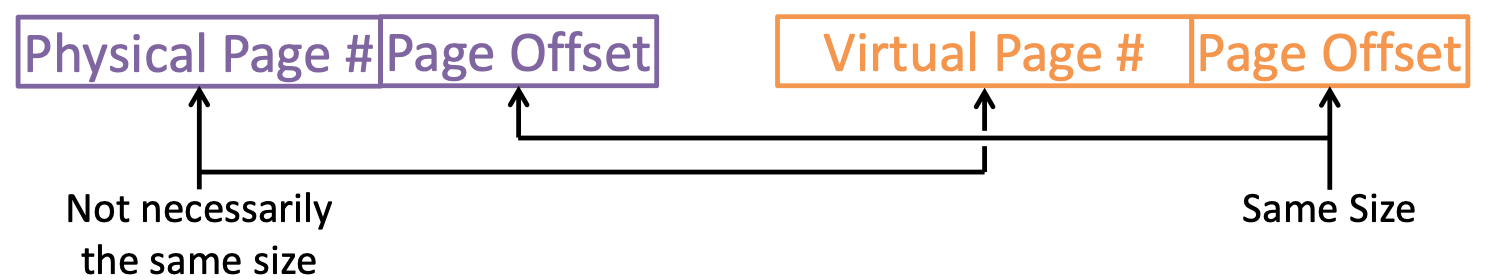 Physical Page # Page Offset Virtual Page # Page Offset
Not necessarily
the same size
Same Size